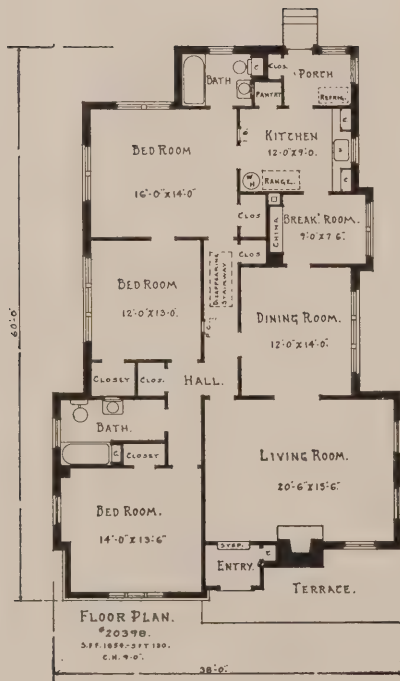 BATH
C
CLOS.
PORCH
PANTRY
REFRIG.
BED ROOM
16'-0"X14'-0"
KITCHEN
12'-0"X9'-0.
C
S
C
W
H
RANGE.
CLOS
BREAK'. ROOM.
9'-0"X7'6.
CHINA
CLOS
BED ROOM
12'-0"X13-0.
DISAPPEARING
STAIRWAY
DINING ROOM.
12'-0"X14'-0"
60'-0"
CLOSET
CLOS.
HALL.
BATH.
C
CLOSET
LIVING ROOM.
20'-6"X15'-6.
BED ROOM.
14'-0"X13'-6"
STEP.
ENTRY.
C
TERRACE.
FLOOR PLAN.
#20398.
C.H. 9-0".
38'-0".